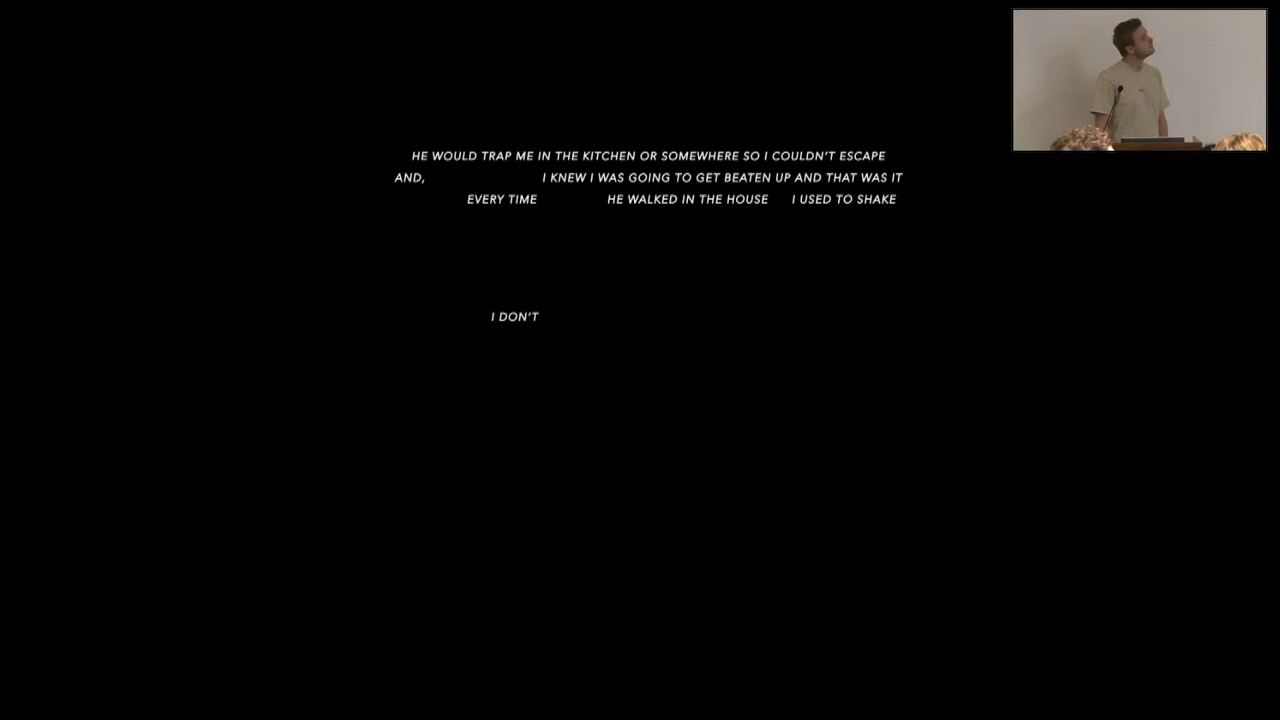 HE WOULD TRAP ME IN THE KITCHEN OR SOMEWHERE SO I COULDN'T ESCAPE
AND, I KNEW I WAS GOING TO GET BEATEN UP AND THAT WAS IT
EVERY TIME HE WALKED IN THE HOUSE I USED TO SHAKE
I DON'T